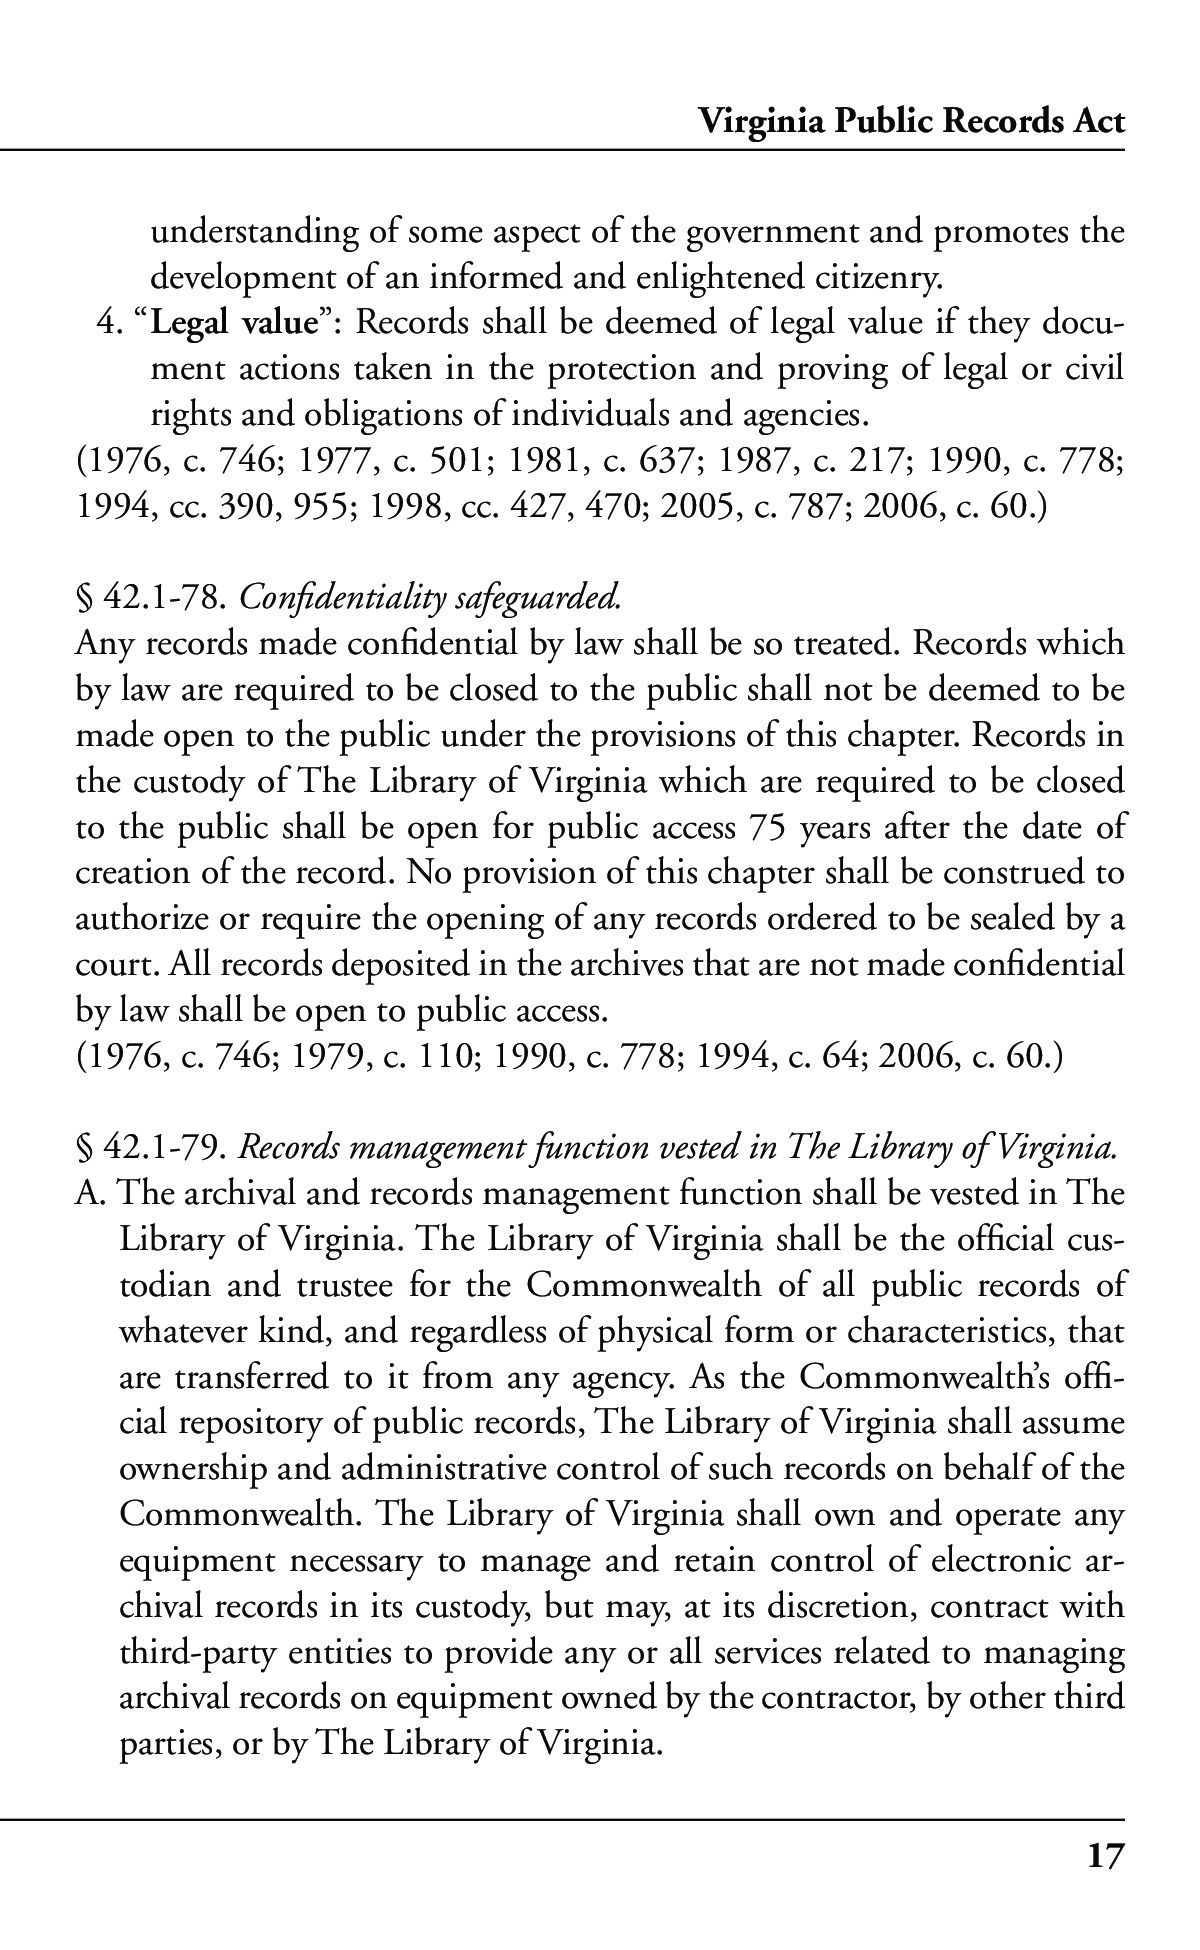 Virginia Public Records Act
understanding of some aspect of the government and promotes the
development of an informed and enlightened citizenry.
4. “Legal value”: Records shall be deemed of legal value if they docu-
ment actions taken in the protection and proving of legal or civil
rights and obligations of individuals and agencies.
(1976, c. 746; 1977, c. 501; 1981, c. 637; 1987, c. 217; 1990, c. 778;
1994, cc. 390, 955; 1998, cc. 427, 470; 2005, c. 787; 2006, c. 60.)
§ 42.1-78. Confidentiality safeguarded.
Any records made confidential by law shall be so treated. Records which
by law are required to be closed to the public shall not be deemed to be
made open to the public under the provisions of this chapter. Records in
the custody of The Library of Virginia which are required to be closed
to the public shall be open for public access 75 years after the date of
creation of the record. No provision of this chapter shall be construed to
authorize or require the opening of any records ordered to be sealed by a
court. All records deposited in the archives that are not made confidential
by law shall be open to public access.
(1976, c. 746; 1979, c. 110; 1990, c. 778; 1994, c. 64; 2006, c. 60.)
§ 42.1-79. Records management function vested in The Library of Virginia.
A. The archival and records management function shall be vested in The
Library of Virginia. The Library of Virginia shall be the official cus-
todian and trustee for the Commonwealth of all public records of
whatever kind, and regardless of physical form or characteristics, that
are transferred to it from any agency. As the Commonwealth’s offi-
cial repository of public records, The Library of Virginia shall assume
ownership and administrative control of such records on behalf of the
Commonwealth. The Library of Virginia shall own and operate any
equipment necessary to manage and retain control of electronic ar-
chival records in its custody, but may, at its discretion, contract with
third-party entities to provide any or all services related to managing
archival records on equipment owned by the contractor, by other third
parties, or by The Library of Virginia.
17